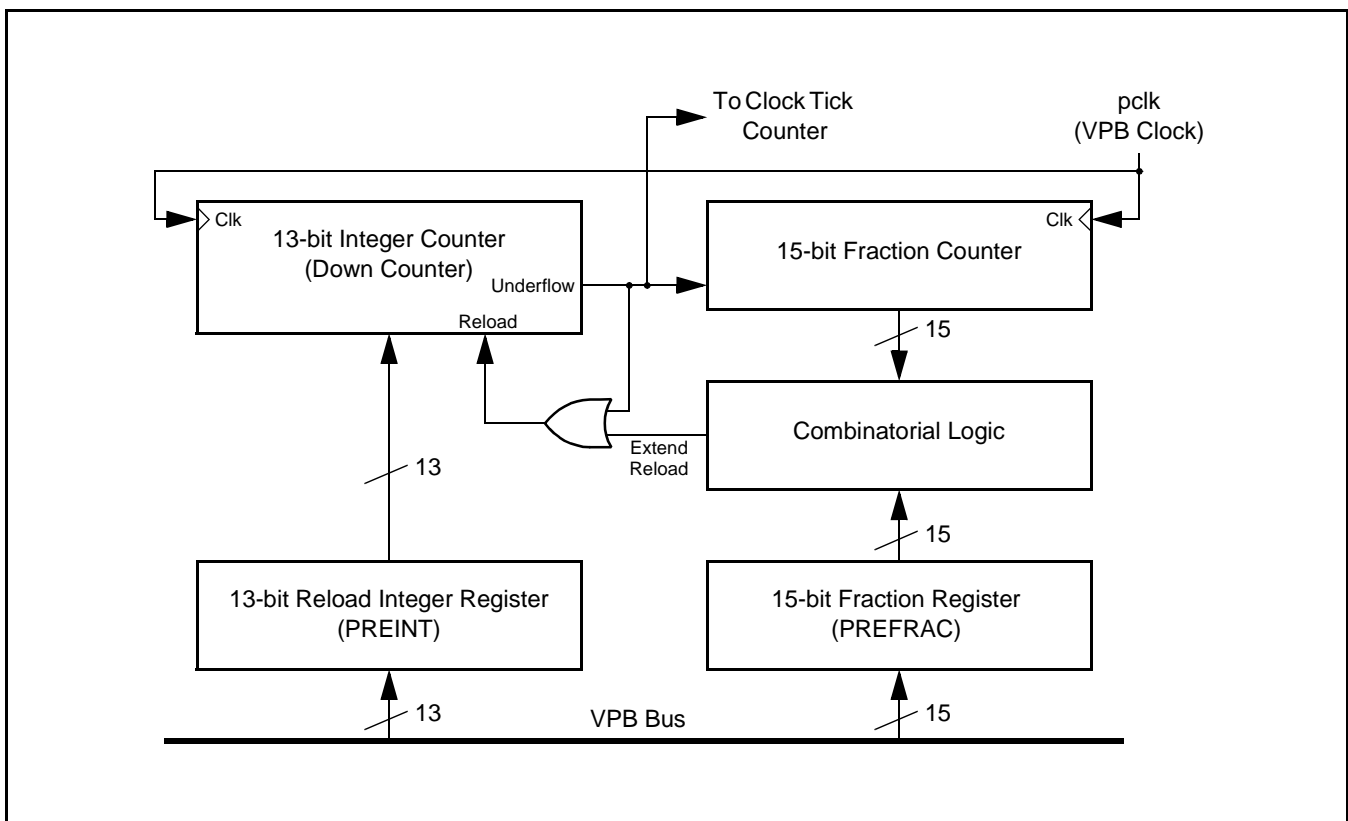 To Clock Tick
Counter
pclk
(VPB Clock)
Clk
13-bit Integer Counter
(Down Counter)
Underflow
Reload
Clk
15-bit Fraction Counter
15
Combinatorial Logic
Extend
Reload
13
15
13-bit Reload Integer Register
(PREINT)
15-bit Fraction Register
(PREFRAC)
13
VPB Bus
15